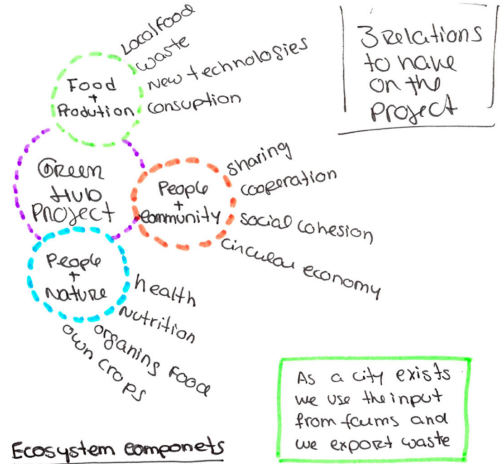 Local food
waste
New technologies
consuption
Food
+
Prodution
3 Relations
to have
on the
project
Green
Hub
project
People
+
community
sharing
cooperation
social cohesion
circular economy
People
+
Nature
health
Nutrition
organing food
own crops
As a city exists
we use the input
from farms and
we export waste
Ecosystem componets